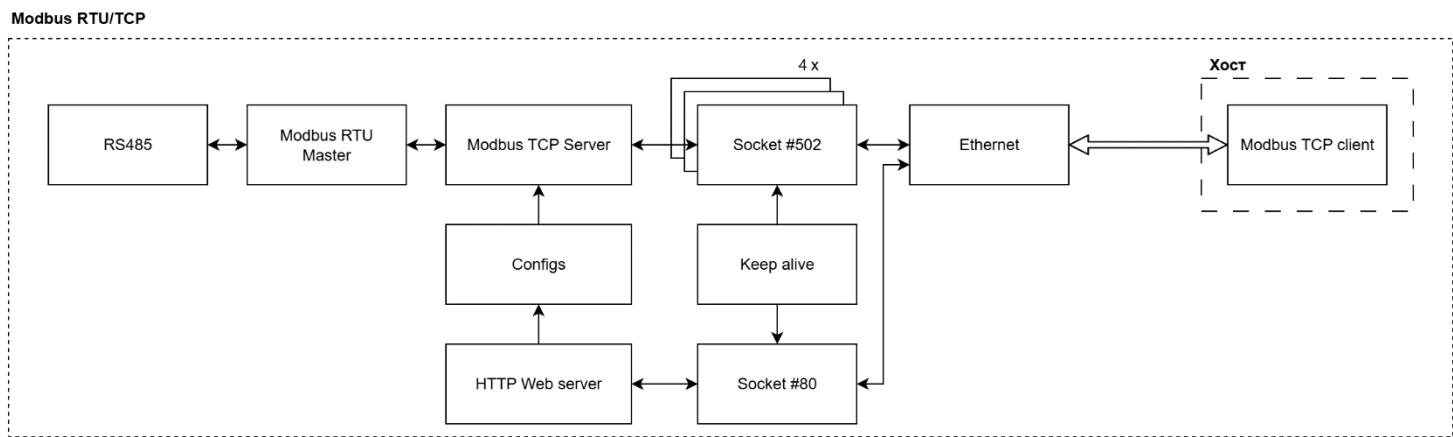 Modbus RTU/TCP
4 x
Хост
RS485
Modbus RTU
Master
Modbus TCP Server
Socket #502
Ethernet
Modbus TCP client
Configs
Keep alive
HTTP Web server
Socket #80